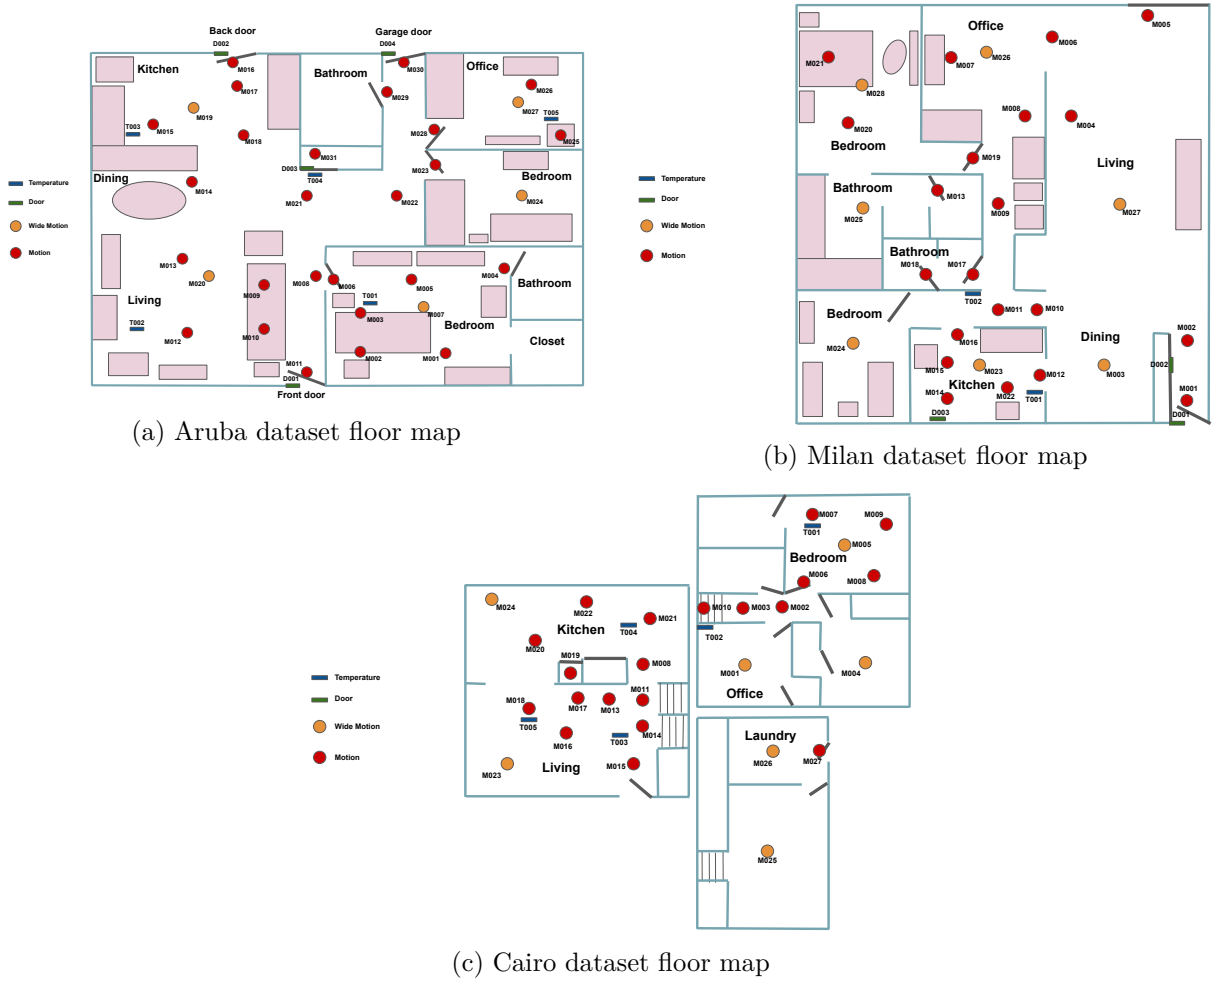 Back door
D002
M016
M017
Kitchen
M019
T003
M015
M018
Dining
M014
Garage door
D004
M030
Bathroom
M029
M028
M031
D003
T004
M023
M021
M022
Office
M026
M027
T005
M025
Bedroom
M024
M013
M020
Living
M009
T002
M012
M010
M008
M006
M005
M004
T001
M007
M003
Bedroom
M002
M001
Bathroom
Closet
M011
D001
Front door
Temperature
Door
Wide Motion
Motion
(a) Aruba dataset floor map
M005
Office
M006
M021
M007
M026
M028
M020
M008
M004
Bedroom
M019
Living
Bathroom
M013
M025
M009
M027
Bathroom
M018
M017
T002
Bedroom
M011
M010
M016
Dining
M002
M024
M015
M023
Kitchen
M012
M003
D002
M014
M022
T001
M001
D003
D001
Temperature
Door
Wide Motion
Motion
(b) Milan dataset floor map
M007
M009
T001
M005
Bedroom
M006
M008
M010
M003
M002
T002
M001
M004
Office
M024
M022
M021
Kitchen
T004
M020
M019
M008
M011
M018
M017
M013
T005
M014
M016
T003
Living
M015
M023
Laundry
M026
M027
M025
Temperature
Door
Wide Motion
Motion
(c) Cairo dataset floor map